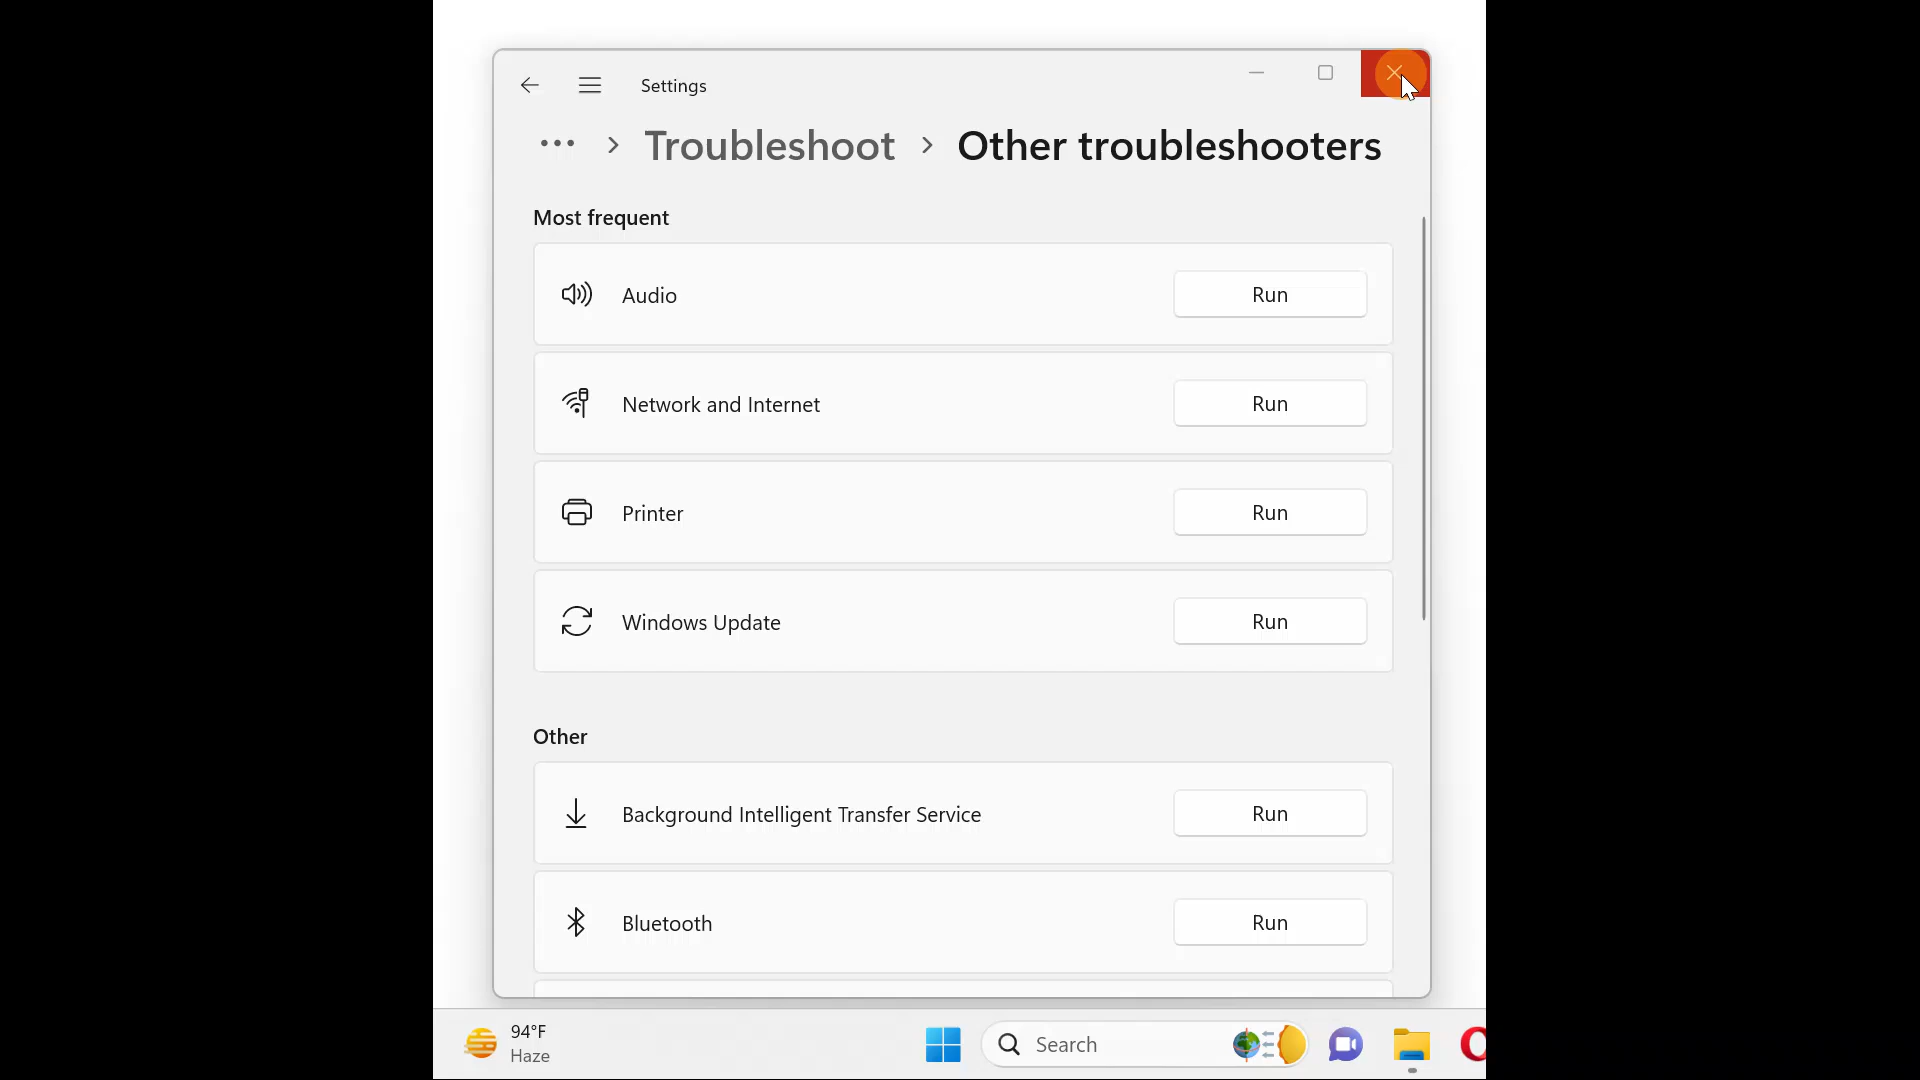 Settings
... > Troubleshoot > Other troubleshooters
Most frequent
Audio Run
Network and Internet Run
Printer Run
Windows Update Run
Other
Background Intelligent Transfer Service Run
Bluetooth Run
94°F
Haze
Search